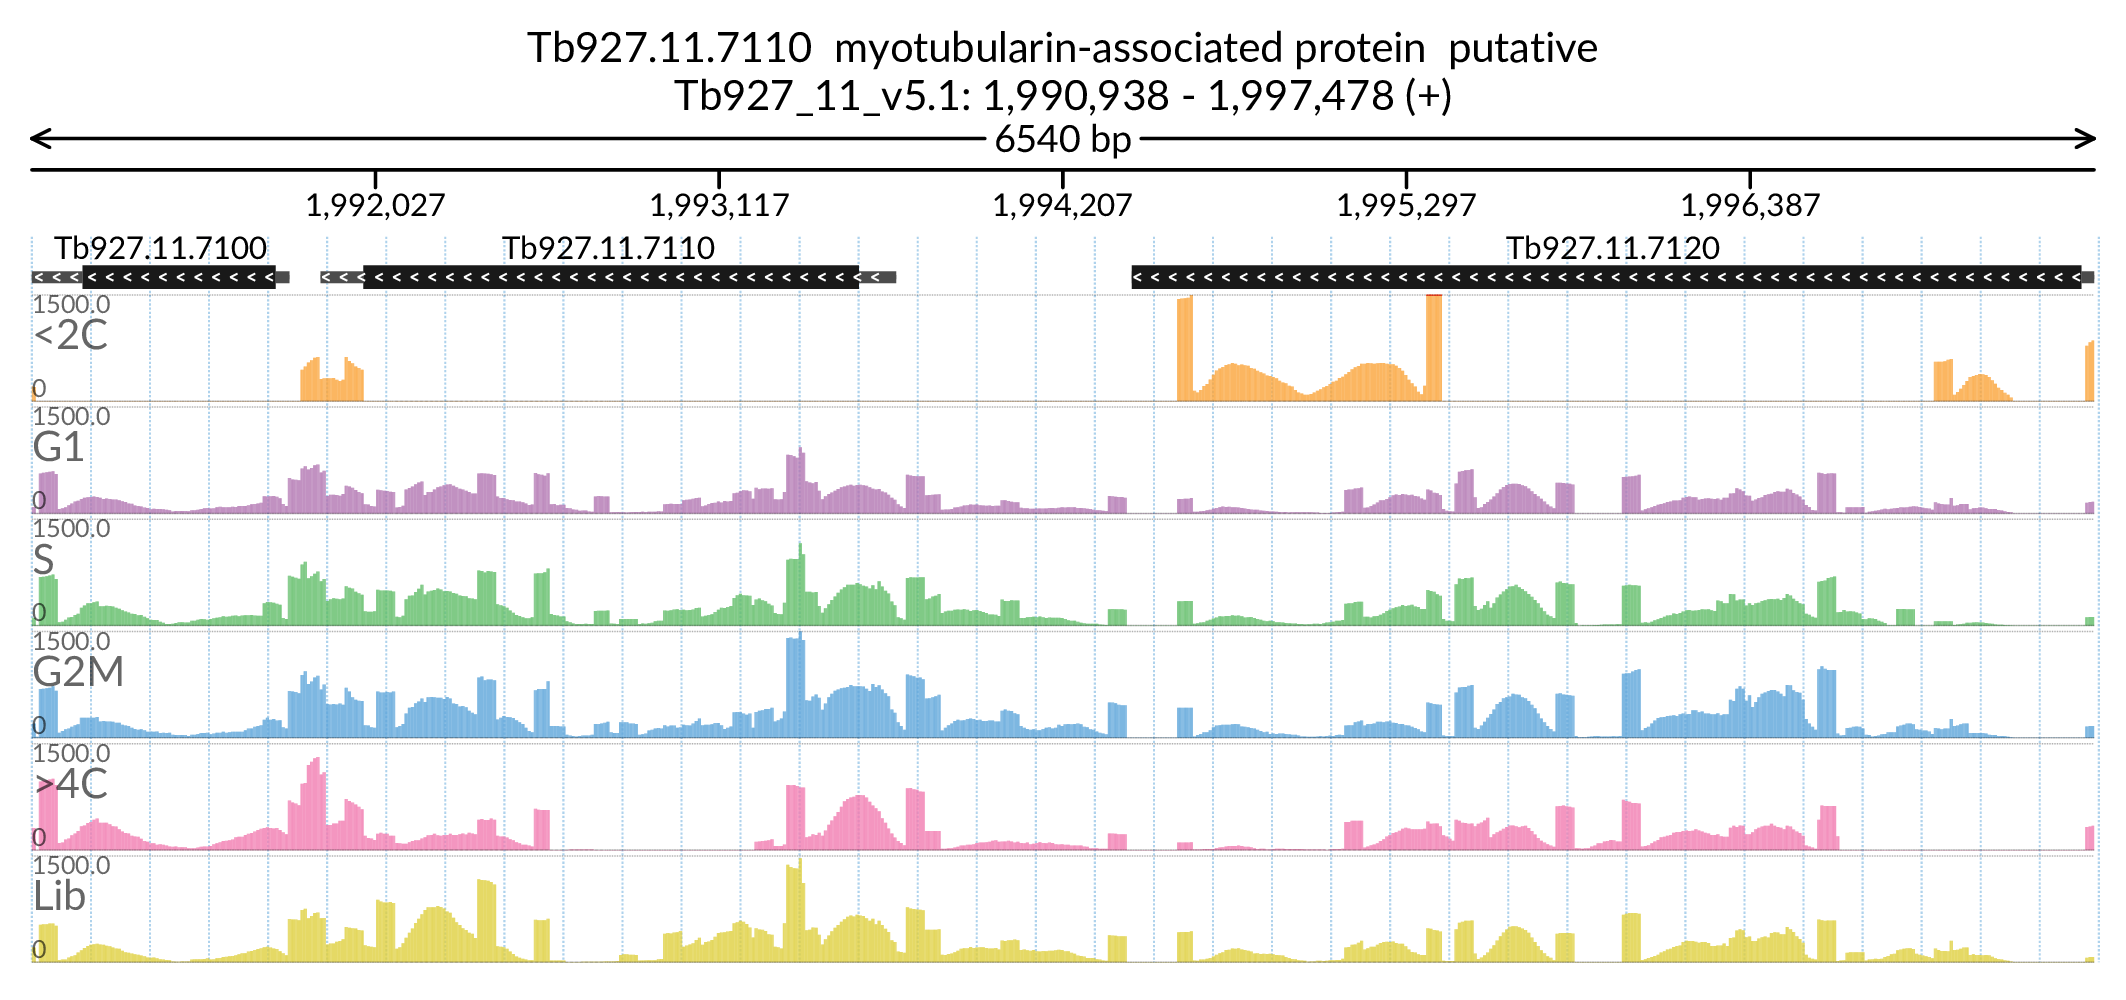 Tb927.11.7110  myotubularin-associated protein  putative
Tb927_11_v5.1: 1,990,938 - 1,997,478 (+)
6540 bp
1,992,027 1,993,117 1,994,207 1,995,297 1,996,387
Tb927.11.7100 Tb927.11.7110 Tb927.11.7120
1500.0
<2C
0
1500.0
G1
0
1500.0
S
0
1500.0
G2M
0
1500.0
>4C
0
1500.0
Lib
0